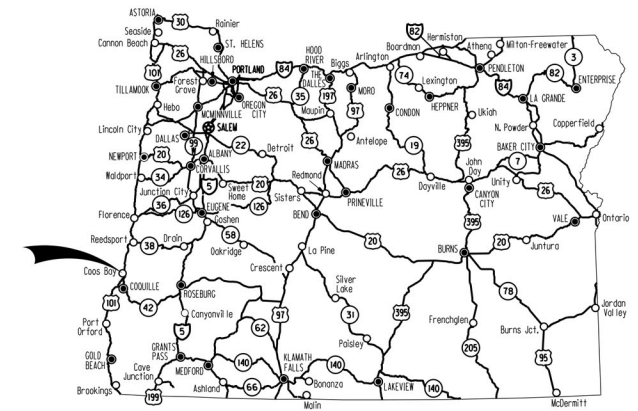 ASTORIA
30
Rainier
Seaside
Cannon Beach
26
ST. HELENS
HILLSBORO
PORTLAND
Forest
Grove
101
TILLAMOOK
84
HOOD
RIVER
THE
DALLES
Biggs
Arlington
Boardman
82
Hermiston
Athena
Milton-Freewater
PENDLETON
3
82
ENTERPRISE
84
LA GRANDE
74
Lexington
HEPPNER
Ukiah
N. Powder
Copperfield
BAKER CITY
Hebo
McMINNVILLE
OREGON
CITY
26
35
Maupin
197
MORO
97
CONDON
Lincoln City
DALLAS
SALEM
99
W
22
Detroit
26
Antelope
19
395
NEWPORT
20
ALBANY
CORVALLIS
MADRAS
26
John
Day
7
Waldport
34
Junction City
5
Sweet
Home
20
Redmond
Sisters
PRINEVILLE
Dayville
CANYON
CITY
Unity
26
36
126
EUGENE
126
Florence
Goshen
BEND
395
VALE
Ontario
Reedsport
38
Drain
58
Oakridge
La Pine
20
BURNS
20
Juntura
Coos Bay
Crescent
Silver
Lake
78
COQUILLE
ROSEBURG
101
42
Canyonville
62
97
31
395
Frenchglen
Burns Jct.
Jordan
Valley
Port
Orford
5
Paisley
205
95
GOLD
BEACH
GRANTS
PASS
MEDFORD
140
KLAMATH
FALLS
140
Cave
Junction
Ashland
66
Bonanza
LAKEVIEW
140
Brookings
199
Malin
McDermitt